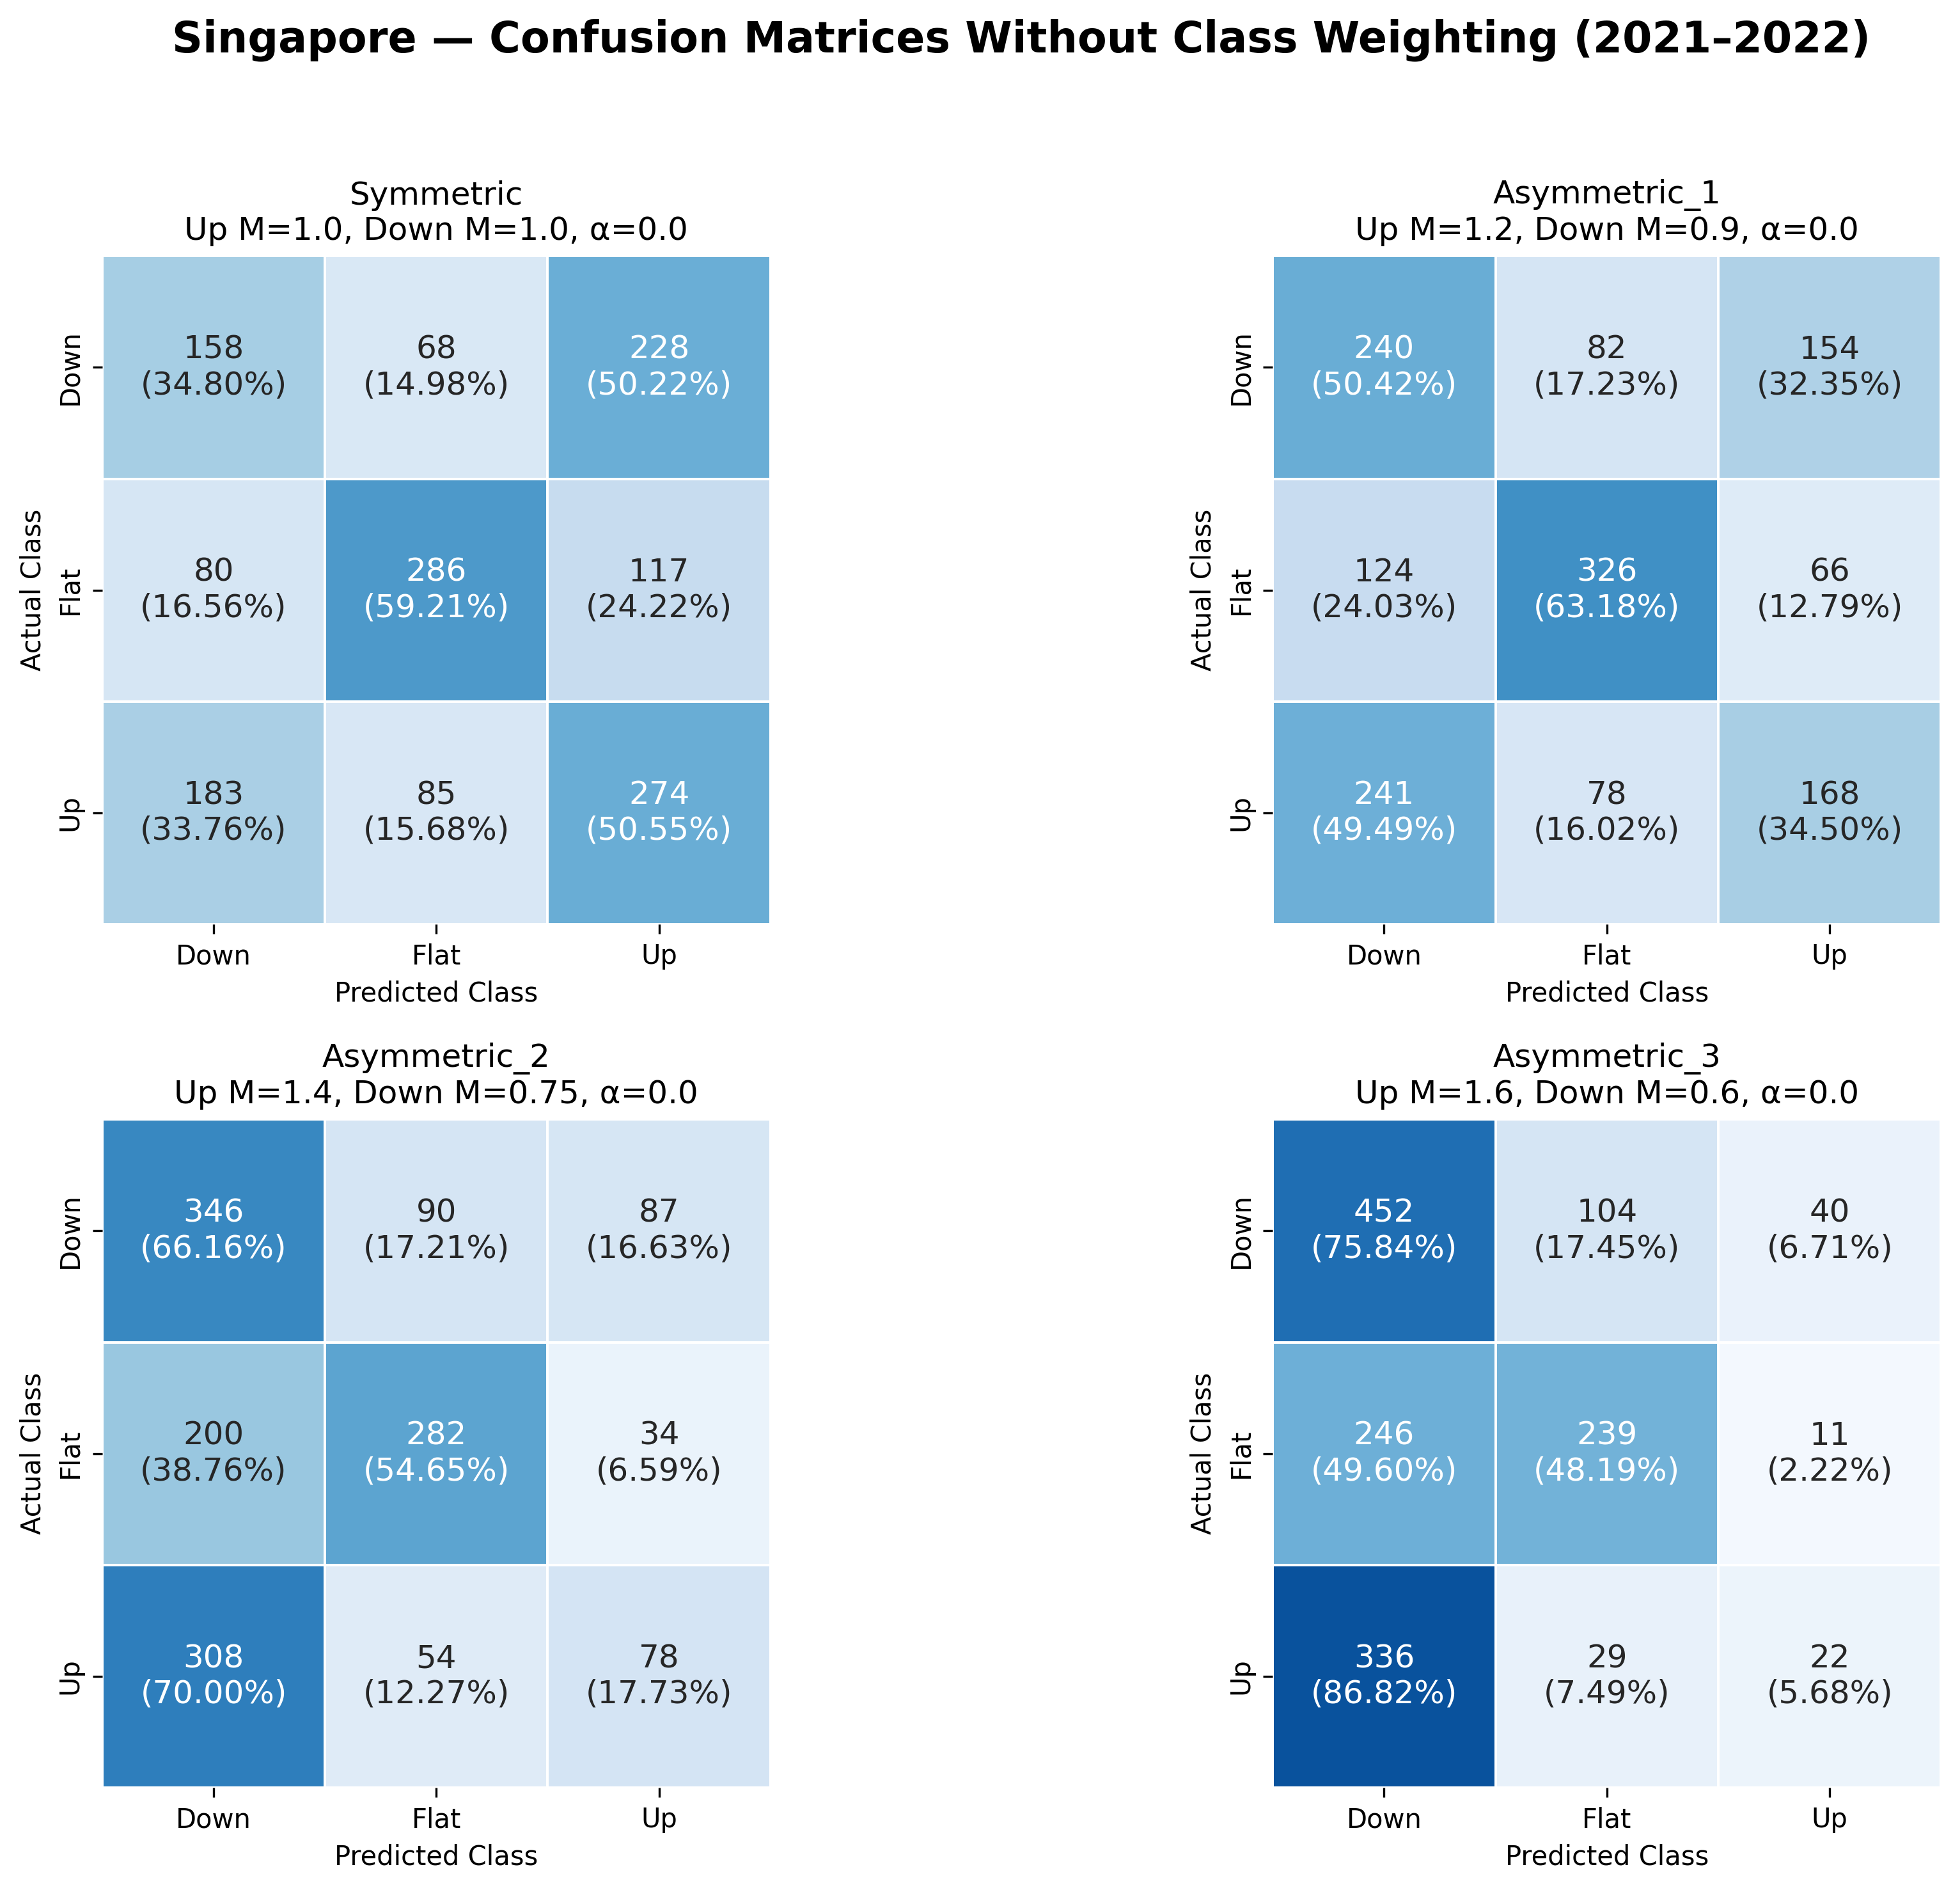 Singapore — Confusion Matrices Without Class Weighting (2021–2022)
Symmetric
Up M=1.0, Down M=1.0, α=0.0
158
(34.80%)
68
(14.98%)
228
(50.22%)
80
(16.56%)
286
(59.21%)
117
(24.22%)
183
(33.76%)
85
(15.68%)
274
(50.55%)
Down
Flat
Up
Actual Class
Down
Flat
Up
Predicted Class
Asymmetric_1
Up M=1.2, Down M=0.9, α=0.0
240
(50.42%)
82
(17.23%)
154
(32.35%)
124
(24.03%)
326
(63.18%)
66
(12.79%)
241
(49.49%)
78
(16.02%)
168
(34.50%)
Down
Flat
Up
Actual Class
Down
Flat
Up
Predicted Class
Asymmetric_2
Up M=1.4, Down M=0.75, α=0.0
346
(66.16%)
90
(17.21%)
87
(16.63%)
200
(38.76%)
282
(54.65%)
34
(6.59%)
308
(70.00%)
54
(12.27%)
78
(17.73%)
Down
Flat
Up
Actual Class
Down
Flat
Up
Predicted Class
Asymmetric_3
Up M=1.6, Down M=0.6, α=0.0
452
(75.84%)
104
(17.45%)
40
(6.71%)
246
(49.60%)
239
(48.19%)
11
(2.22%)
336
(86.82%)
29
(7.49%)
22
(5.68%)
Down
Flat
Up
Actual Class
Down
Flat
Up
Predicted Class